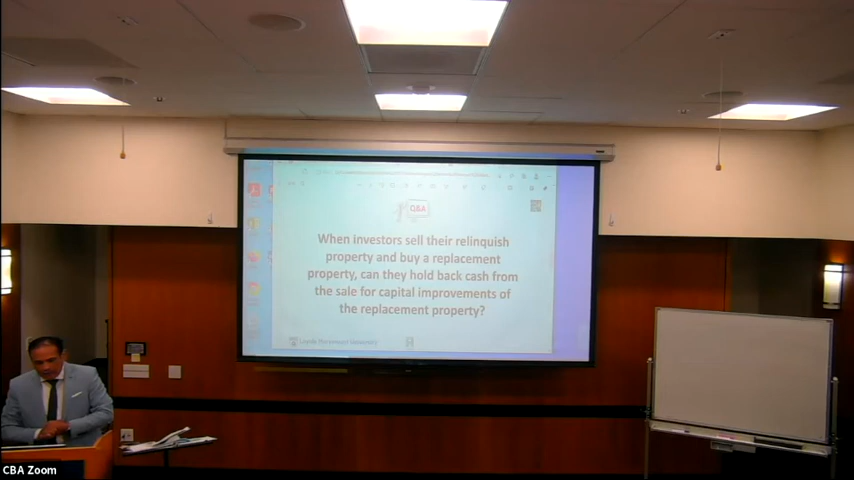 Q&A
When investors sell their relinquish
property and buy a replacement
property, can they hold back cash from
the sale for capital improvements of
the replacement property?
CBA Zoom